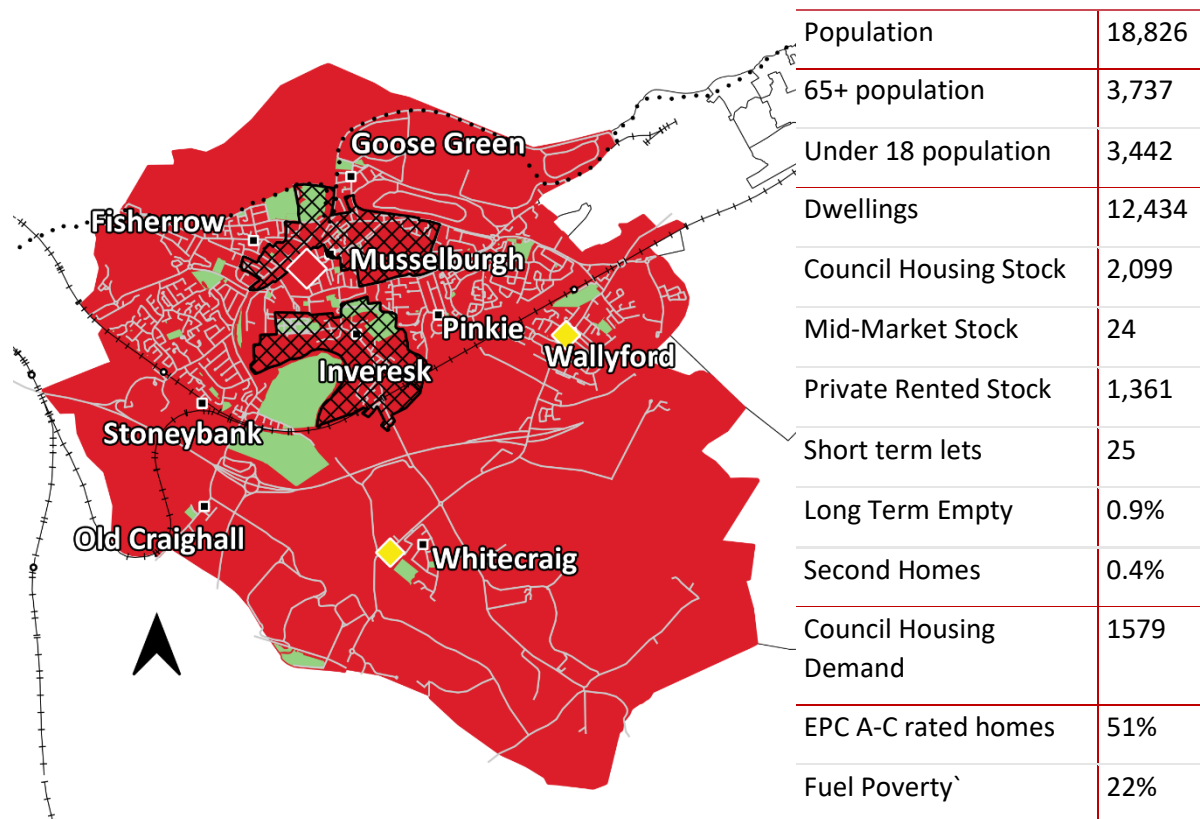 Goose Green
Fisherrow
Musselburgh
Pinkie
Wallyford
Inveresk
Stoneybank
Old Craighall
Whitecraig
Population 18,826
65+ population 3,737
Under 18 population 3,442
Dwellings 12,434
Council Housing Stock 2,099
Mid-Market Stock 24
Private Rented Stock 1,361
Short term lets 25
Long Term Empty 0.9%
Second Homes 0.4%
Council Housing 1579
Demand
EPC A-C rated homes 51%
Fuel Poverty` 22%